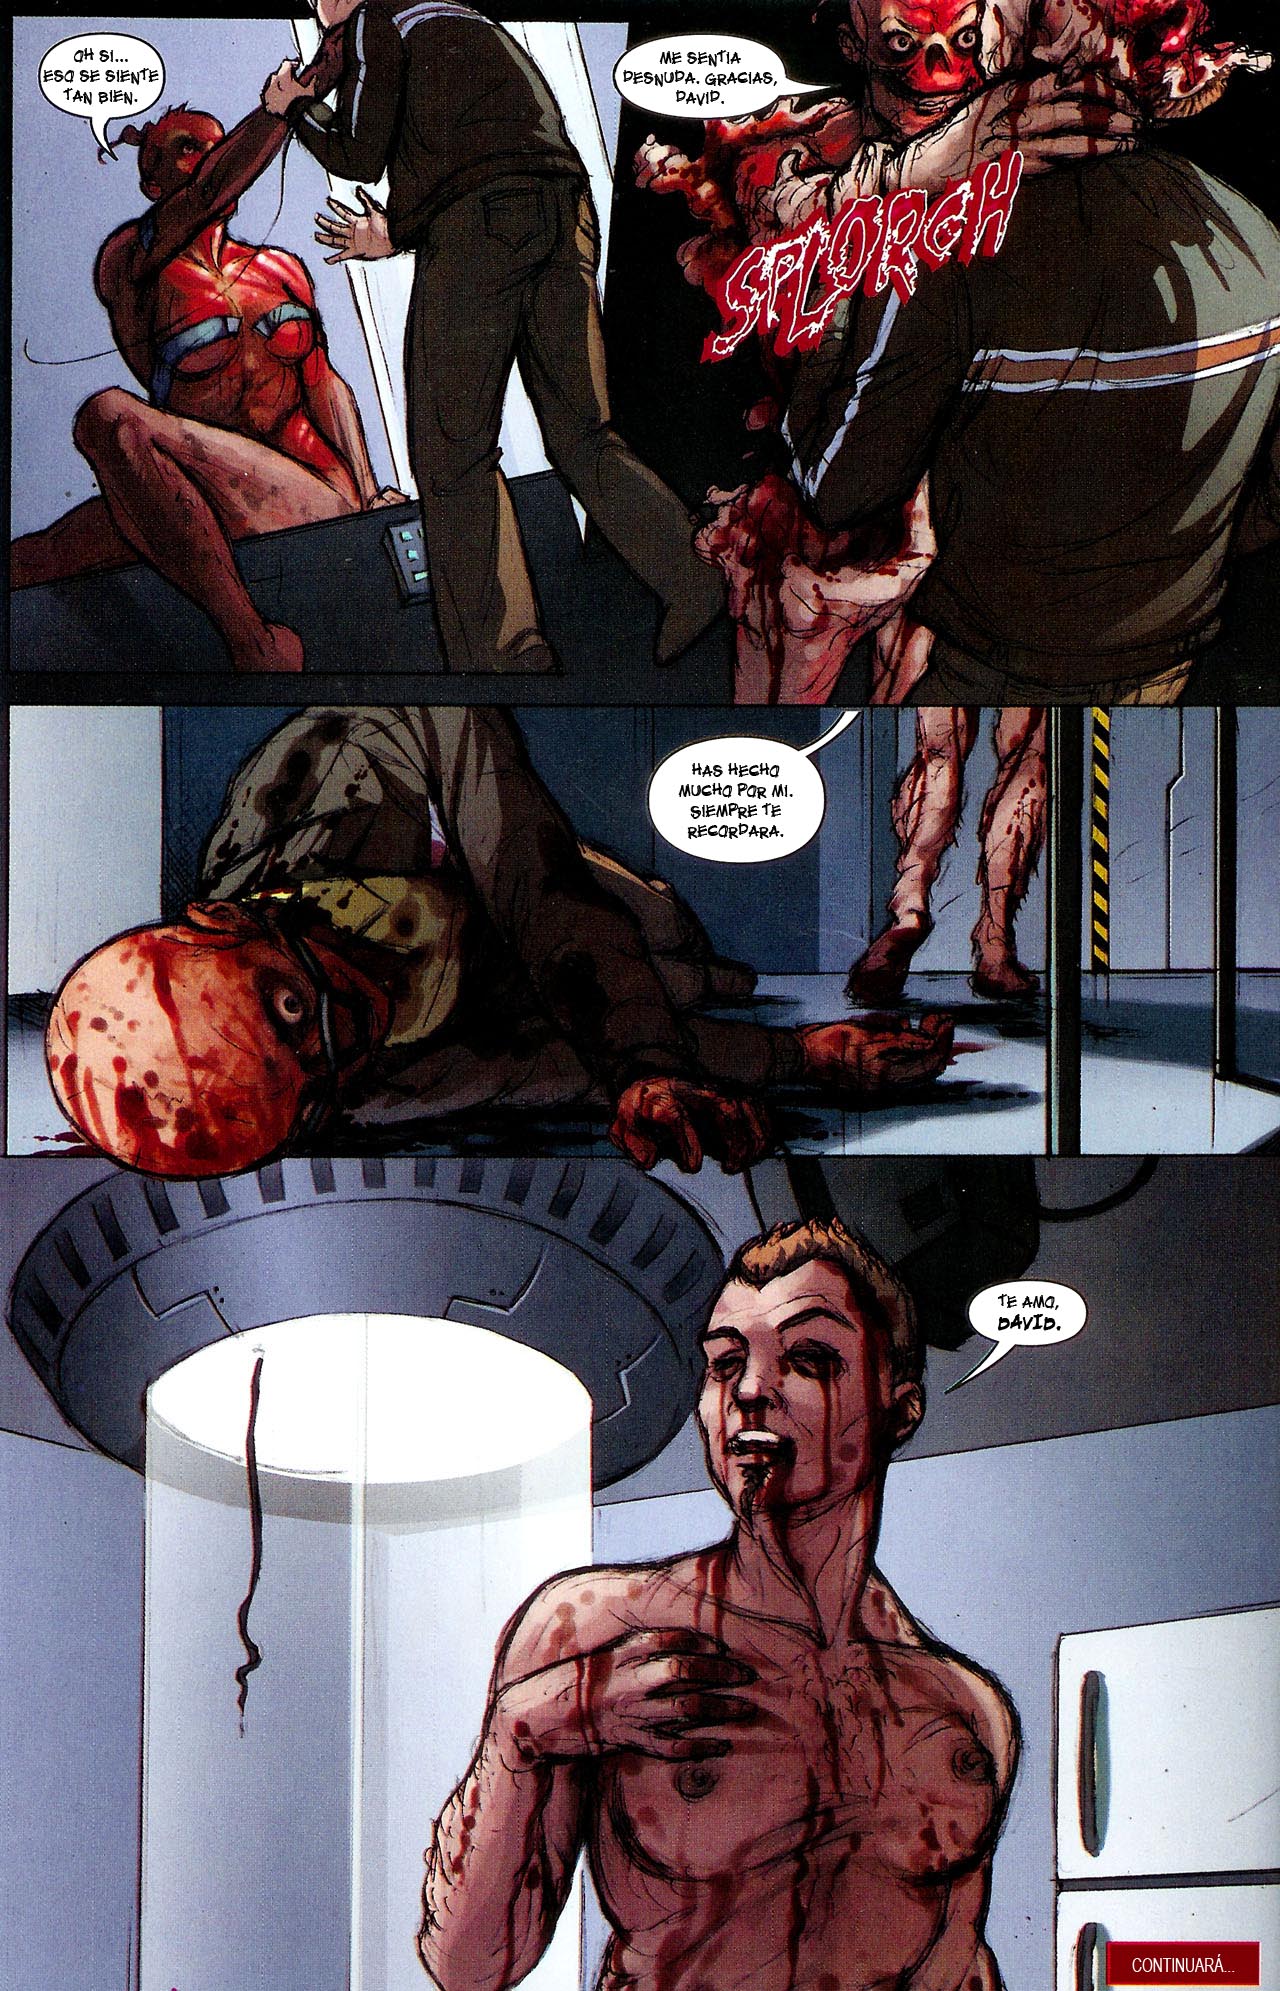 OH SI...
ESO SE SIENTE
TAN BIEN.
ME SENTIA
DESNUDA. GRACIAS,
DAVID.
SPLORCH
HAS HECHO
MUCHO POR MI.
SIEMPRE TE
RECORDARA.
TE AMO,
DAVID.
CONTINUARÁ...